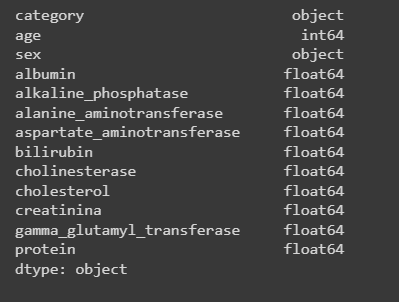 category object
age int64
sex object
albumin float64
alkaline_phosphatase float64
alanine_aminotransferase float64
aspartate_aminotransferase float64
bilirubin float64
cholinesterase float64
cholesterol float64
creatinina float64
gamma_glutamyl_transferase float64
protein float64
dtype: object